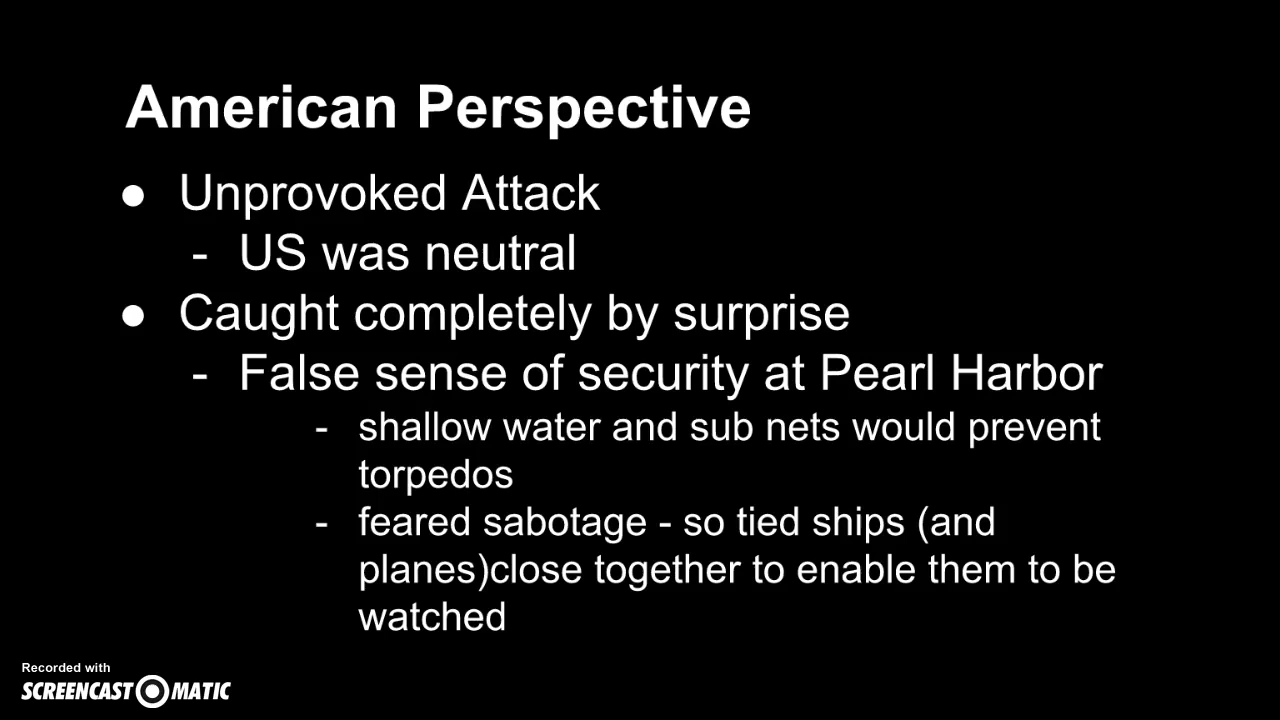 American Perspective
● Unprovoked Attack
- US was neutral
● Caught completely by surprise
- False sense of security at Pearl Harbor
- shallow water and sub nets would prevent
torpedos
- feared sabotage - so tied ships (and
planes)close together to enable them to be
watched
Recorded with
SCREENCAST O MATIC